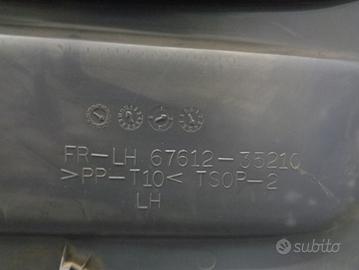 FR-LH 67612-35210
>PP-T10< TSOP-2
LH
subito